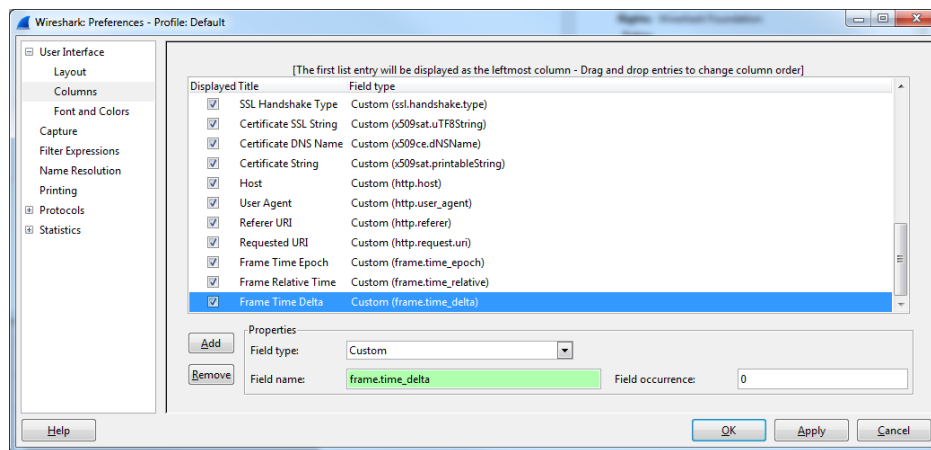 Wireshark: Preferences - Profile: Default
User Interface
Layout
Columns
Font and Colors
Capture
Filter Expressions
Name Resolution
Printing
Protocols
Statistics
[The first list entry will be displayed as the leftmost column - Drag and drop entries to change column order]
Displayed Title Field type
SSL Handshake Type Custom (ssl.handshake.type)
Certificate SSL String Custom (x509sat.uTF8String)
Certificate DNS Name Custom (x509ce.dNSName)
Certificate String Custom (x509sat.printableString)
Host Custom (http.host)
User Agent Custom (http.user_agent)
Referer URI Custom (http.referer)
Requested URI Custom (http.request.uri)
Frame Time Epoch Custom (frame.time_epoch)
Frame Relative Time Custom (frame.time_relative)
Frame Time Delta Custom (frame.time_delta)
Properties
Add Field type: Custom
Remove Field name: frame.time_delta Field occurrence: 0
Help OK Apply Cancel